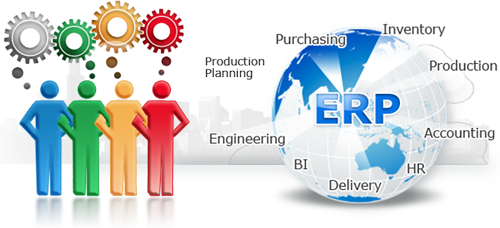 Purchasing
Inventory
Production
Planning
Production
ERP
Engineering
Accounting
BI
HR
Delivery